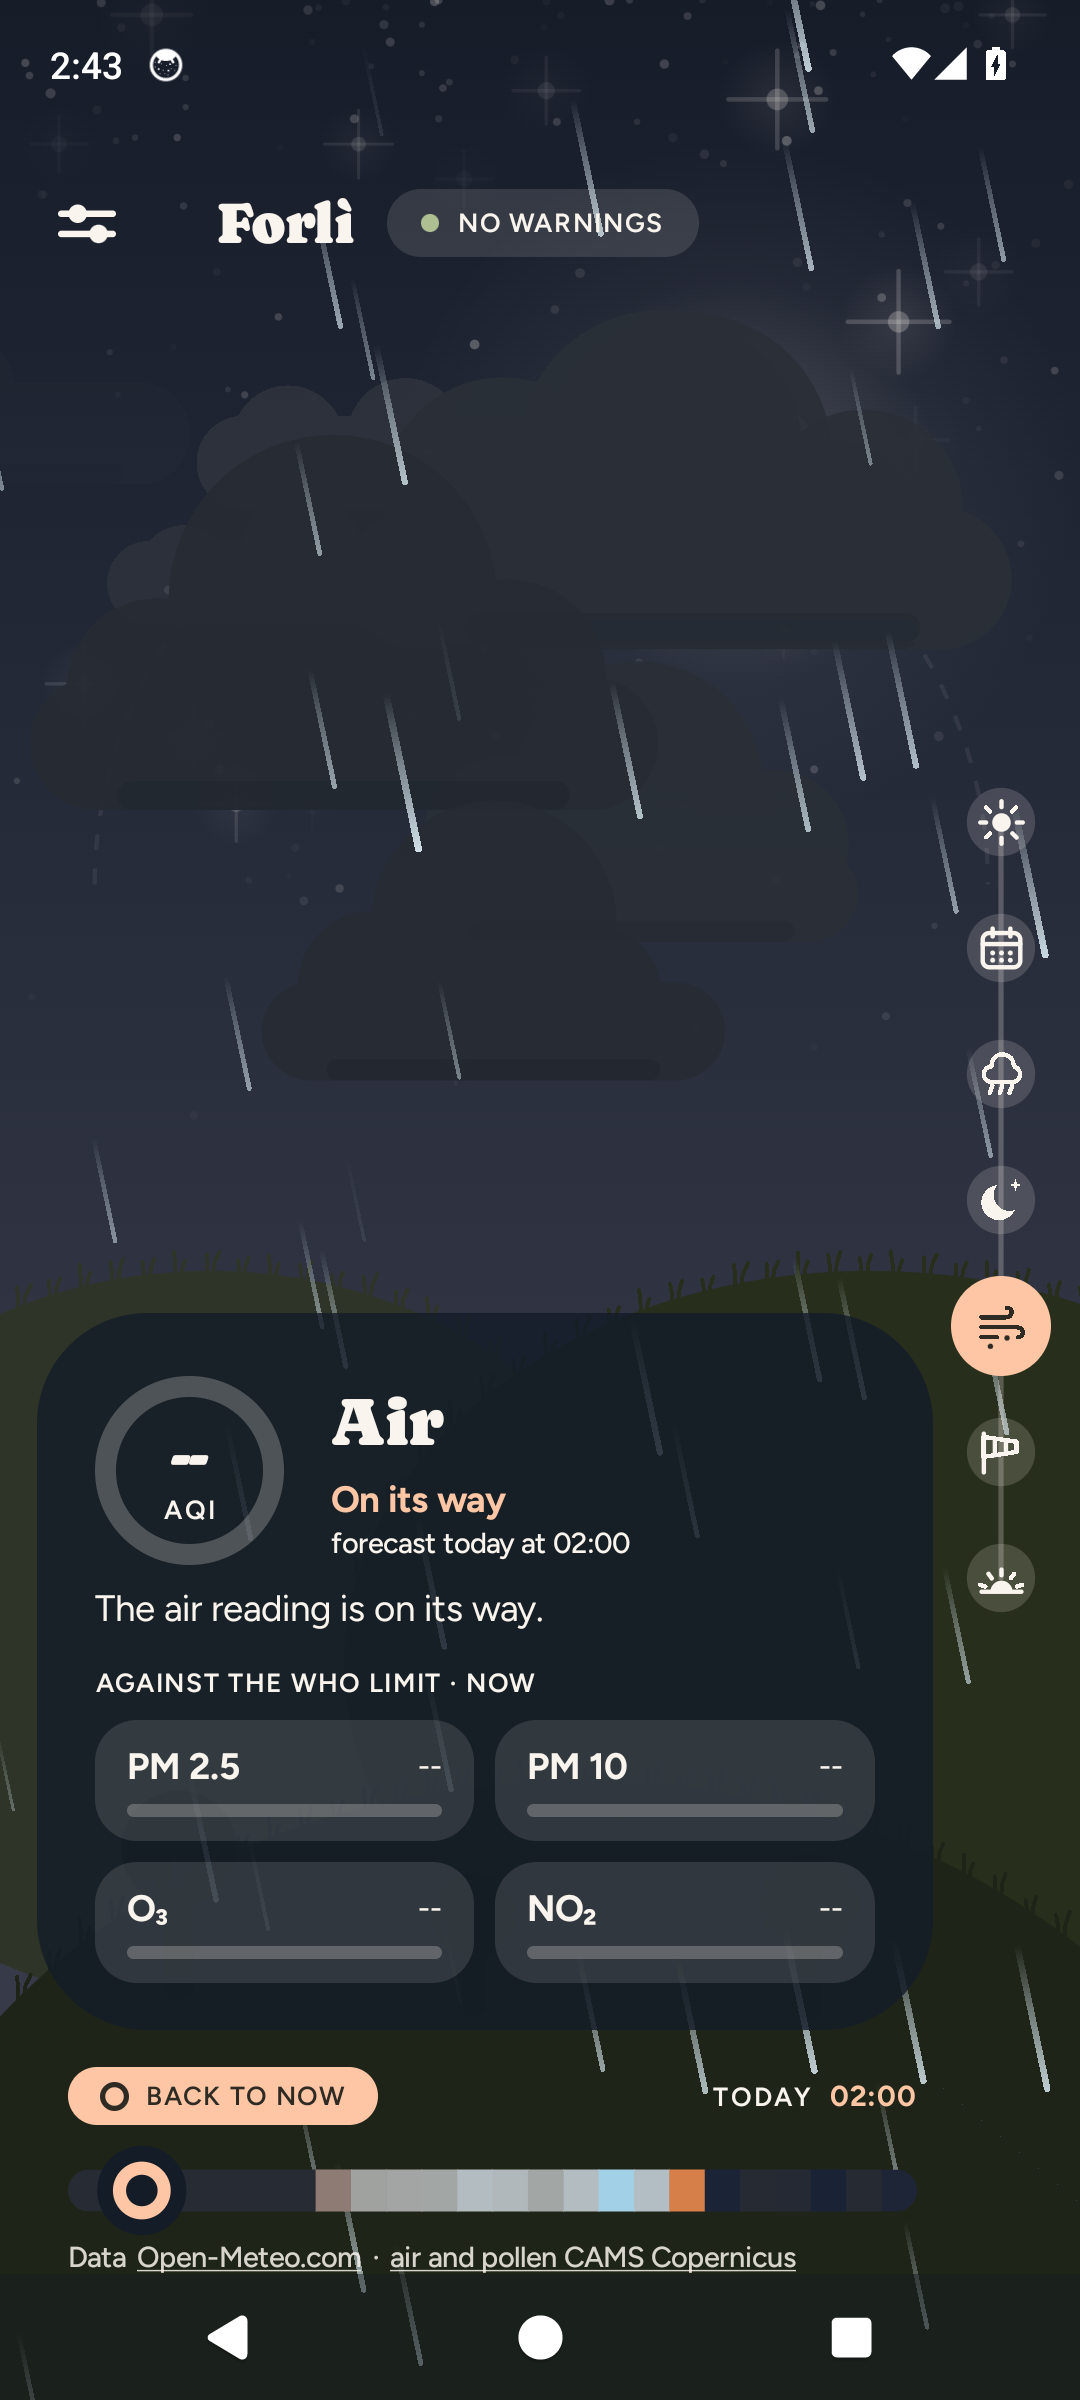 2:43
Forlì
NO WARNINGS
--
AQI
Air
On its way
forecast today at 02:00
The air reading is on its way.
AGAINST THE WHO LIMIT · NOW
PM 2.5 --
PM 10 --
O₃ --
NO₂ --
BACK TO NOW
TODAY 02:00
Data Open-Meteo.com · air and pollen CAMS Copernicus